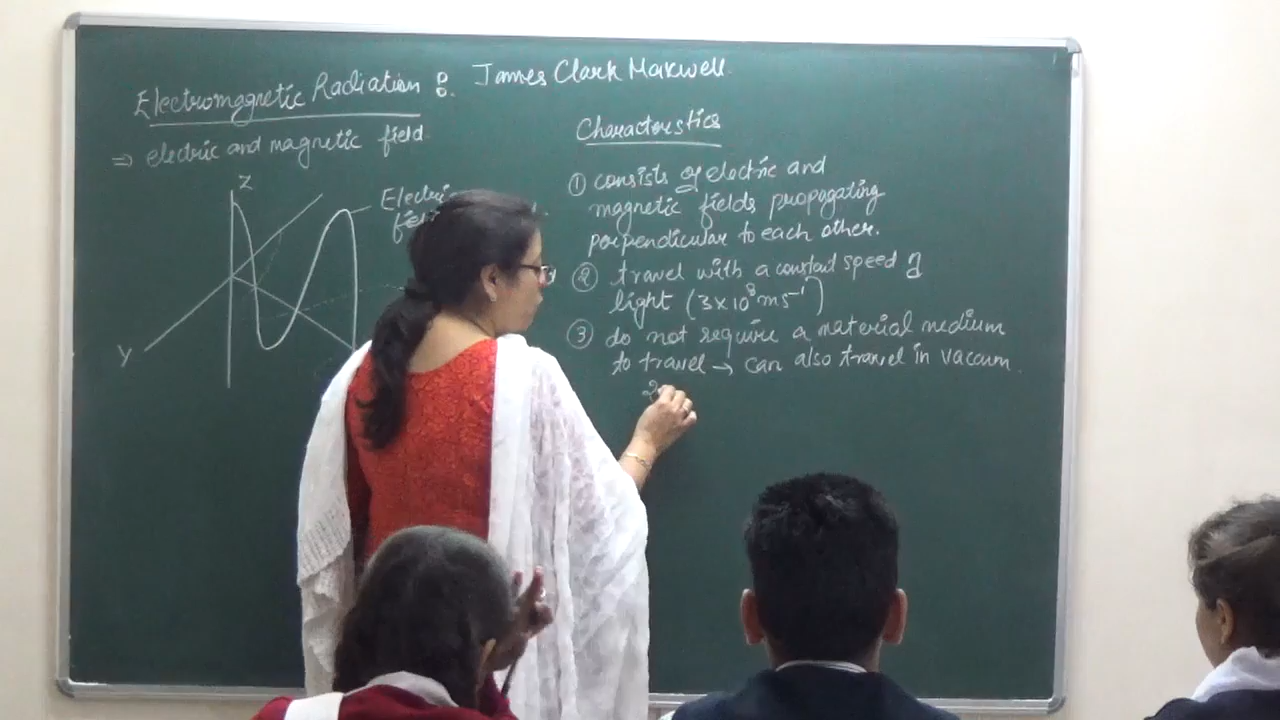 Electromagnetic Radiation : James Clark Maxwell.
⇒ electric and magnetic field
Z
Y
Characteristics
① consists of electric and
magnetic fields propagating
perpendicular to each other.
② travel with a constant speed of
light (3×10⁸ ms⁻¹)
③ do not require a material medium
to travel → can also travel in vacuum.